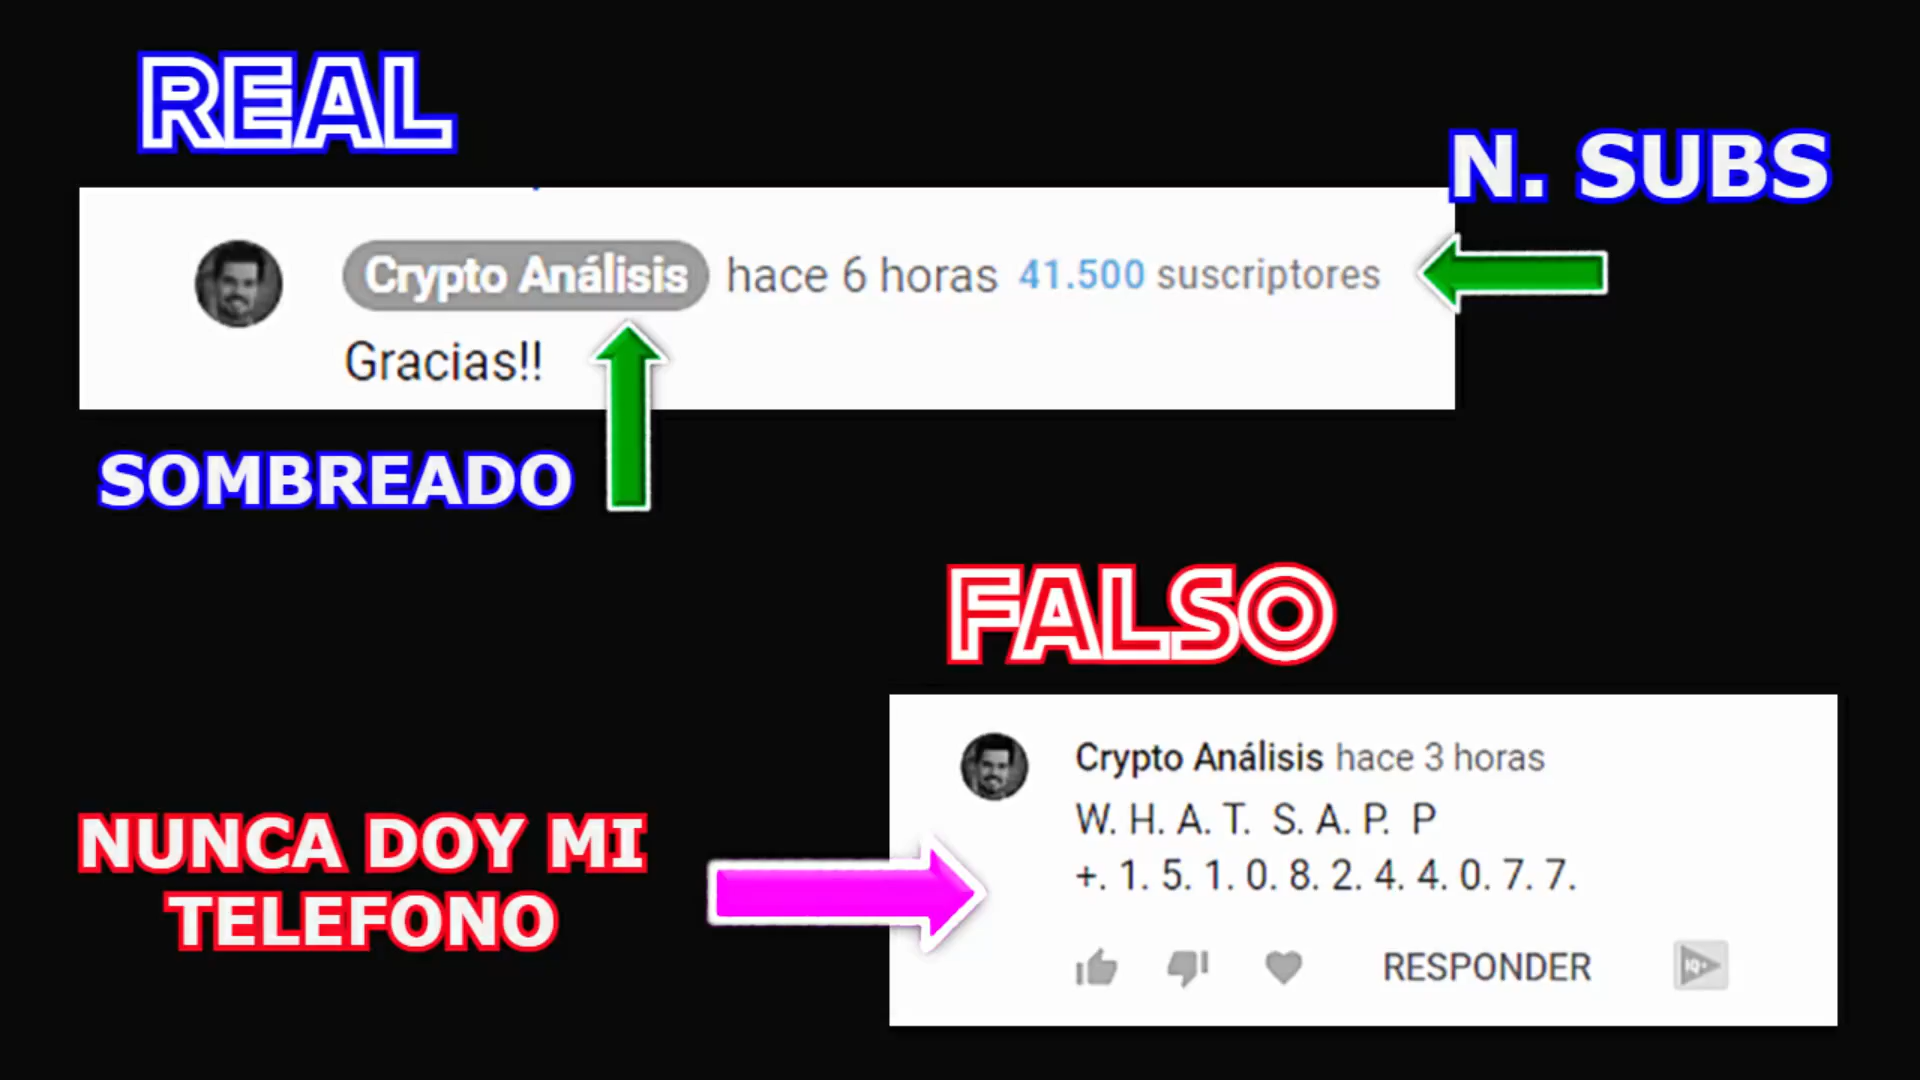 REAL
N. SUBS
Crypto Análisis hace 6 horas 41.500 suscriptores
Gracias!!
SOMBREADO
FALSO
Crypto Análisis hace 3 horas
W. H. A. T. S. A. P. P
+. 1. 5. 1. 0. 8. 2. 4. 4. 0. 7. 7.
NUNCA DOY MI
TELEFONO
RESPONDER
IQ+